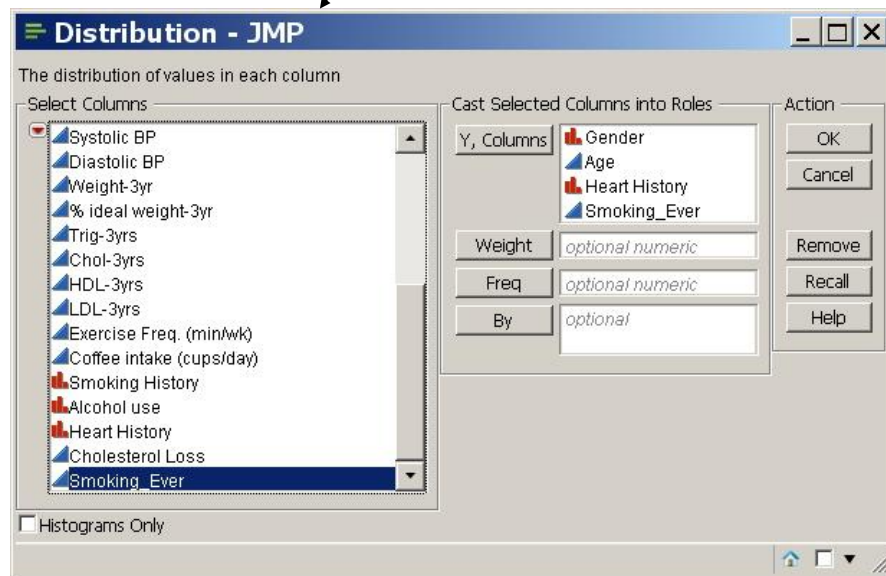 Distribution - JMP
The distribution of values in each column
Select Columns
Systolic BP
Diastolic BP
Weight-3yr
% ideal weight-3yr
Trig-3yrs
Chol-3yrs
HDL-3yrs
LDL-3yrs
Exercise Freq. (min/wk)
Coffee intake (cups/day)
Smoking History
Alcohol use
Heart History
Cholesterol Loss
Smoking_Ever
Histograms Only
Cast Selected Columns into Roles
Y, Columns
Gender
Age
Heart History
Smoking_Ever
Weight optional numeric
Freq optional numeric
By optional
Action
OK
Cancel
Remove
Recall
Help